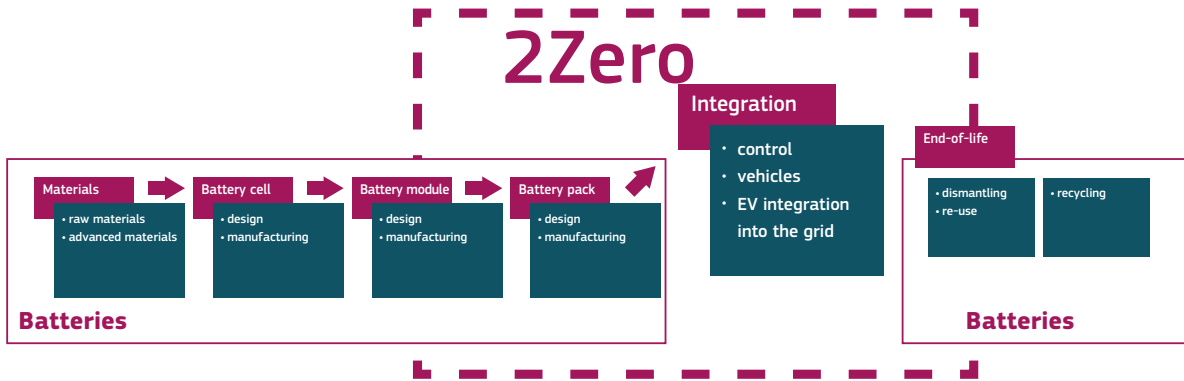 2Zero
Integration
• control
• vehicles
• EV integration
into the grid
Materials
• raw materials
• advanced materials
Battery cell
• design
• manufacturing
Battery module
• design
• manufacturing
Battery pack
• design
• manufacturing
Batteries
End-of-life
• dismantling
• re-use
• recycling
Batteries